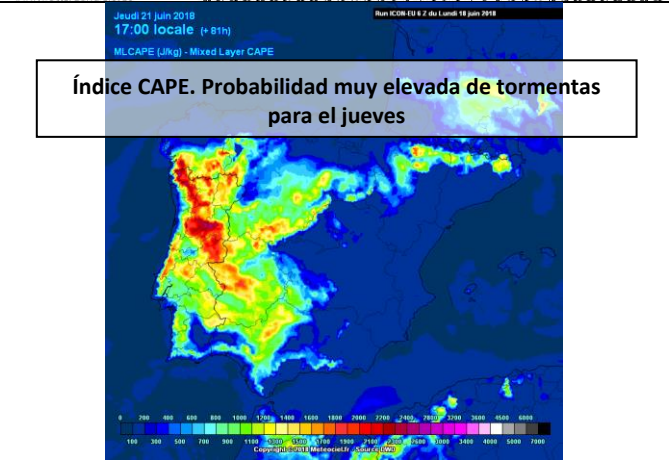 Jeudi 21 juin 2018
Run ICON-EU 6 Z du Lundi 18 juin 2018
17:00 locale (+ 81h)
MLCAPE (J/kg) - Mixed Layer CAPE
Índice CAPE. Probabilidad muy elevada de tormentas
para el jueves
0 200 400 600 800 1000 1200 1400 1600 1800 2000 2200 2400 2800 3200 3600 4500 6000
100 300 500 700 900 1100 1300 1500 1700 1900 2100 2300 2600 3000 3400 4000 5000 7000
Copyright © 2018 Meteociel.fr - Source DWD